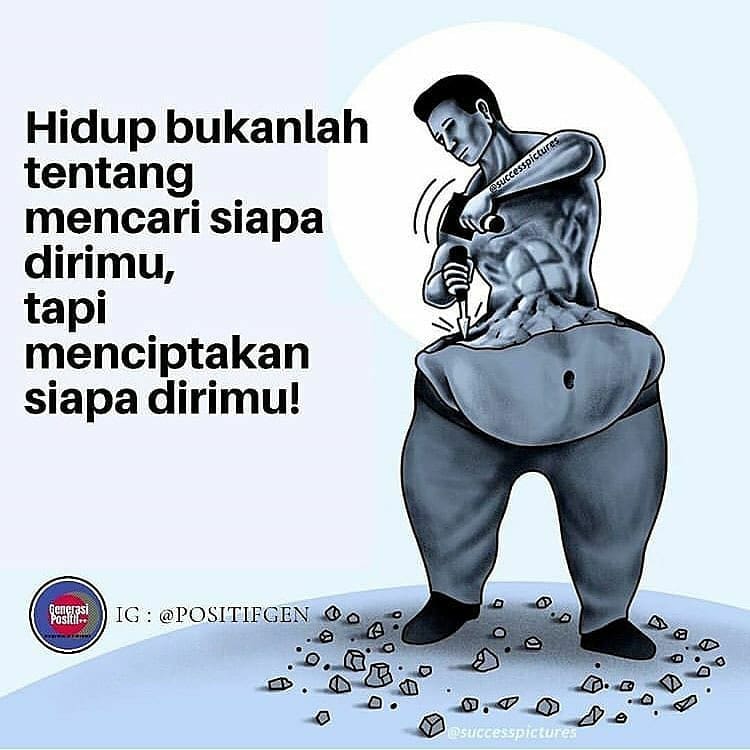 Hidup bukanlah
tentang
mencari siapa
dirimu,
tapi
menciptakan
siapa dirimu!
@successpictures
Generasi
Positif
IG : @POSITIFGEN
@successpictures